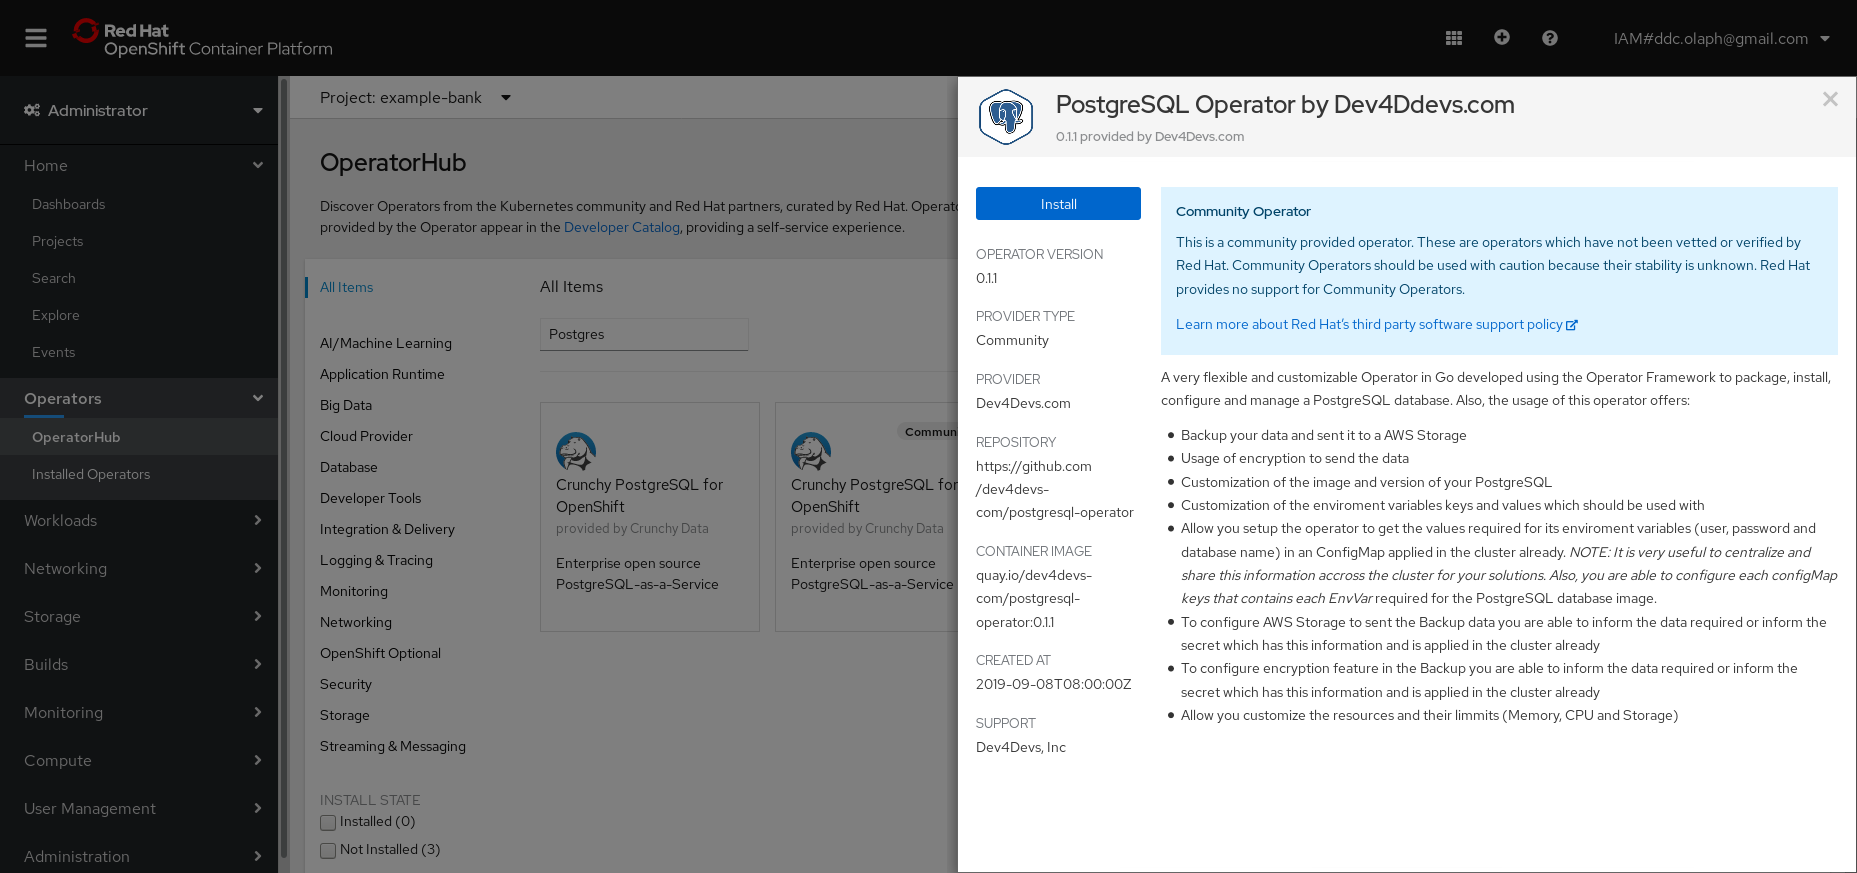 Red Hat
OpenShift Container Platform
IAM#ddc.olaph@gmail.com
Administrator
Home
Dashboards
Projects
Search
Explore
Events
Operators
OperatorHub
Installed Operators
Workloads
Networking
Storage
Builds
Monitoring
Compute
User Management
Administration
Project: example-bank
OperatorHub
Discover Operators from the Kubernetes community and Red Hat partners, curated by Red Hat. Operato
provided by the Operator appear in the Developer Catalog, providing a self-service experience.
All Items
AI/Machine Learning
Application Runtime
Big Data
Cloud Provider
Database
Developer Tools
Integration & Delivery
Logging & Tracing
Monitoring
Networking
OpenShift Optional
Security
Storage
Streaming & Messaging
INSTALL STATE
Installed (0)
Not Installed (3)
All Items
Postgres
Crunchy PostgreSQL for
OpenShift
provided by Crunchy Data
Enterprise open source
PostgreSQL-as-a-Service
Commun
Crunchy PostgreSQL for
OpenShift
provided by Crunchy Data
Enterprise open source
PostgreSQL-as-a-Service
PostgreSQL Operator by Dev4Ddevs.com
0.1.1 provided by Dev4Devs.com
Install
OPERATOR VERSION
0.1.1
PROVIDER TYPE
Community
PROVIDER
Dev4Devs.com
REPOSITORY
https://github.com
/dev4devs-
com/postgresql-operator
CONTAINER IMAGE
quay.io/dev4devs-
com/postgresql-
operator:0.1.1
CREATED AT
2019-09-08T08:00:00Z
SUPPORT
Dev4Devs, Inc
Community Operator
This is a community provided operator. These are operators which have not been vetted or verified by
Red Hat. Community Operators should be used with caution because their stability is unknown. Red Hat
provides no support for Community Operators.
Learn more about Red Hat's third party software support policy
A very flexible and customizable Operator in Go developed using the Operator Framework to package, install,
configure and manage a PostgreSQL database. Also, the usage of this operator offers:
• Backup your data and sent it to a AWS Storage
• Usage of encryption to send the data
• Customization of the image and version of your PostgreSQL
• Customization of the enviroment variables keys and values which should be used with
• Allow you setup the operator to get the values required for its enviroment variables (user, password and
database name) in an ConfigMap applied in the cluster already. NOTE: It is very useful to centralize and
share this information accross the cluster for your solutions. Also, you are able to configure each configMap
keys that contains each EnvVar required for the PostgreSQL database image.
• To configure AWS Storage to sent the Backup data you are able to inform the data required or inform the
secret which has this information and is applied in the cluster already
• To configure encryption feature in the Backup you are able to inform the data required or inform the
secret which has this information and is applied in the cluster already
• Allow you customize the resources and their limmits (Memory, CPU and Storage)